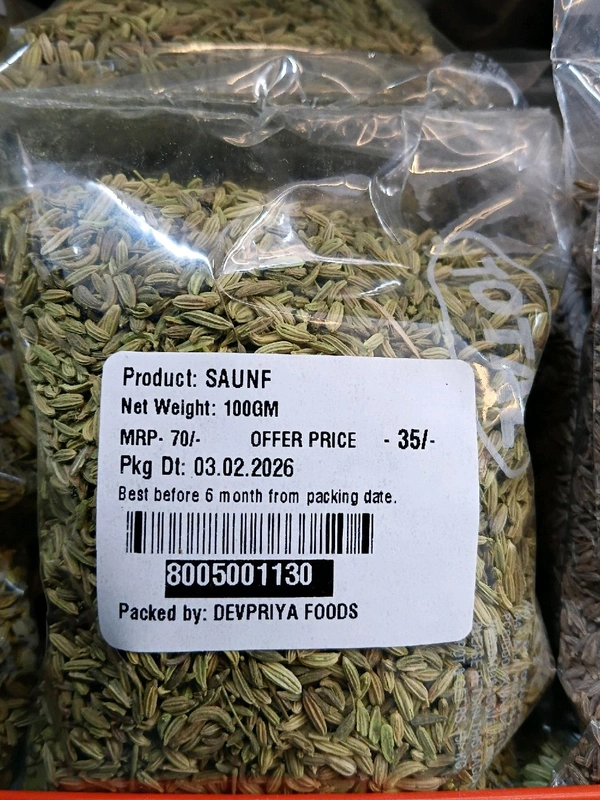 TOTAL
Product: SAUNF
Net Weight: 100GM
MRP- 70/- OFFER PRICE - 35/-
Pkg Dt: 03.02.2026
Best before 6 month from packing date.
8005001130
Packed by: DEVPRIYA FOODS